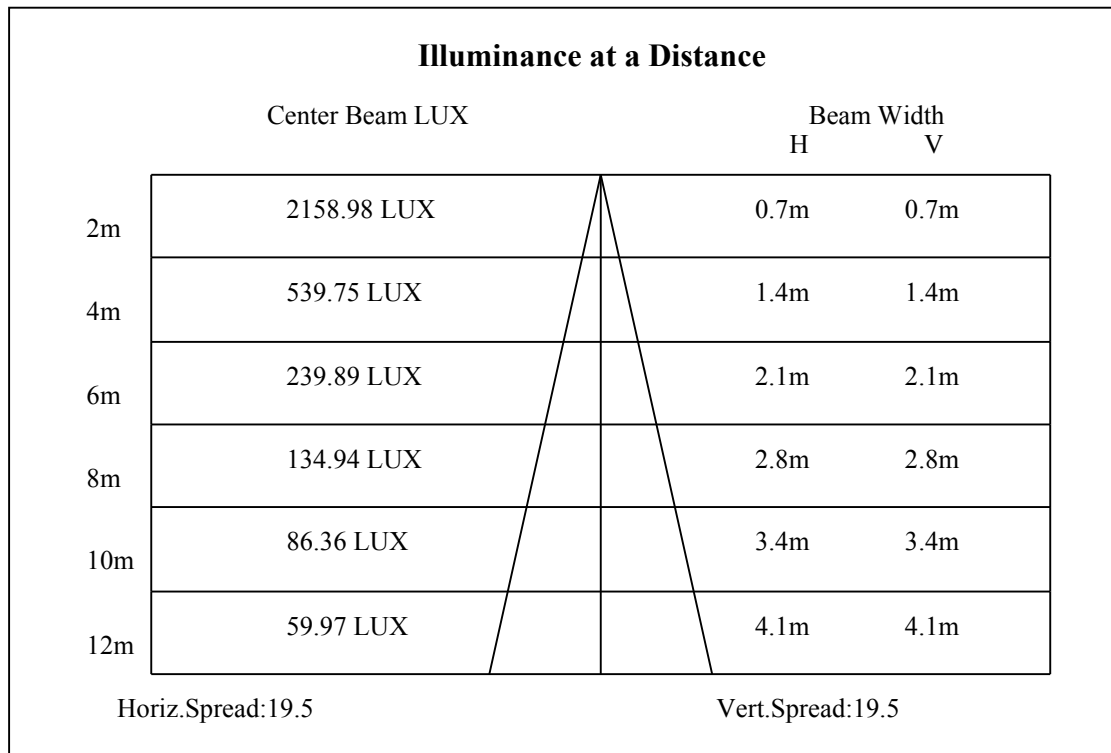 Illuminance at a Distance
Center Beam LUX Beam Width
H V
2m 2158.98 LUX 0.7m 0.7m
4m 539.75 LUX 1.4m 1.4m
6m 239.89 LUX 2.1m 2.1m
8m 134.94 LUX 2.8m 2.8m
10m 86.36 LUX 3.4m 3.4m
12m 59.97 LUX 4.1m 4.1m
Horiz.Spread:19.5 Vert.Spread:19.5